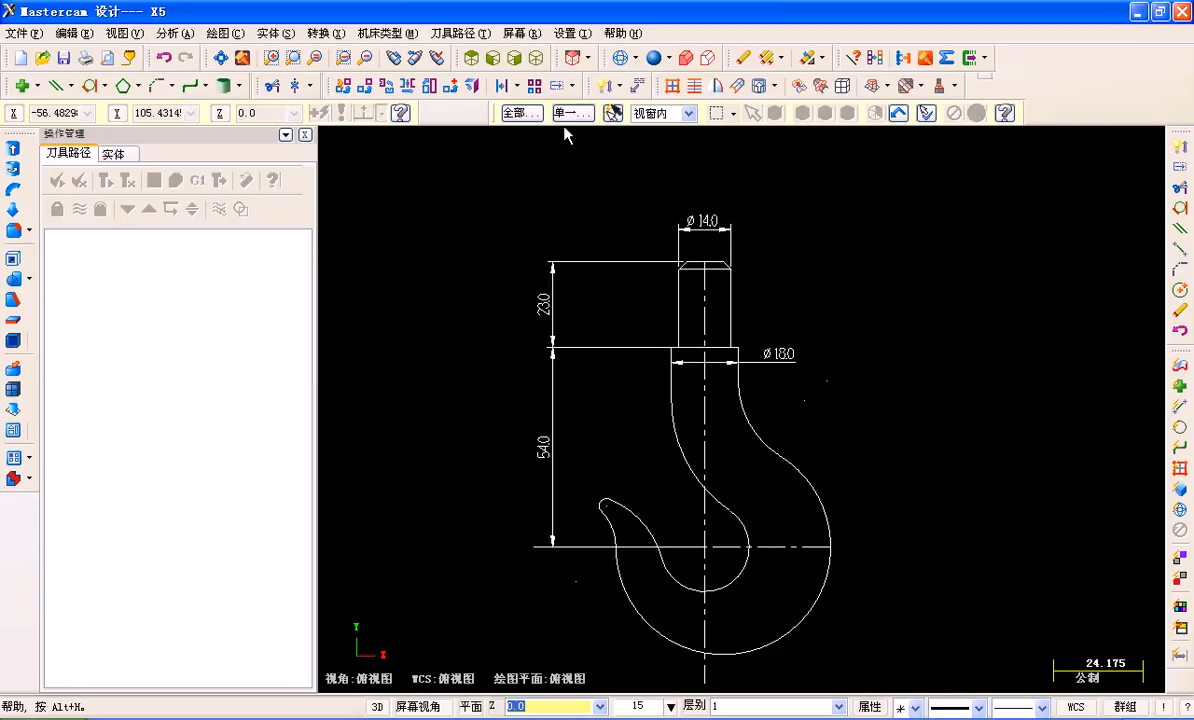 Mastercam 设计--- X5
文件(F) 编辑(E) 视图(V) 分析(A) 绘图(C) 实体(S) 转换(X) 机床类型(M) 刀具路径(T) 屏幕(R) 设置(I) 帮助(H)
X -56.4829 Y 105.4314 Z 0.0 全部... 单一... 视窗内
操作管理
刀具路径 实体
G1
Ø 14.0
23.0
Ø 18.0
54.0
Y
X
24.175
公制
视角:俯视图 WCS:俯视图 绘图平面:俯视图
帮助, 按 Alt+H。 3D 屏幕视角 平面 Z 0.0 15 层别 1 属性 WCS 群组 ! ?